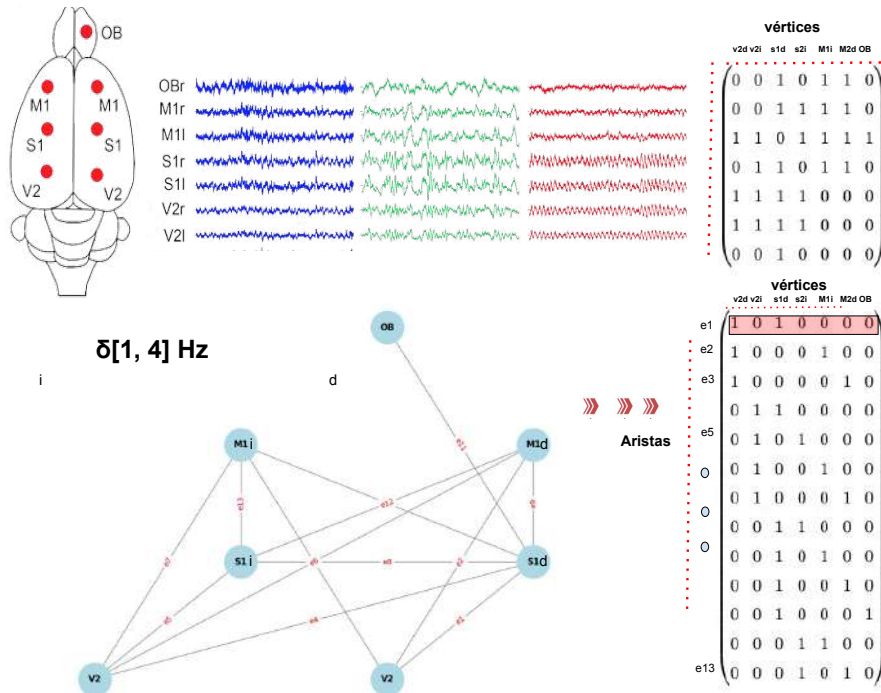 OB
M1 M1
S1 S1
V2 V2
OBr
M1r
M1l
S1r
S1l
V2r
V2l
vértices
v2d v2i s1d s2i M1i M2d OB
0 0 1 0 1 1 0
0 0 1 1 1 1 0
1 1 0 1 1 1 1
0 1 1 0 1 1 0
1 1 1 1 0 0 0
1 1 1 1 0 0 0
0 0 1 0 0 0 0
δ[1, 4] Hz
i d
OB
M1 i
M1d
S1 i
S1d
V2
V2
e11
e13
e12
e8
e5
e4
Aristas
vértices
v2d v2i s1d s2i M1i M2d OB
e1 1 0 1 0 0 0 0
e2 1 0 0 0 1 0 0
e3 1 0 0 0 0 1 0
0 1 1 0 0 0 0
e5 0 1 0 1 0 0 0
0 1 0 0 1 0 0
0 1 0 0 0 1 0
0 0 1 1 0 0 0
0 0 1 0 1 0 0
0 0 1 0 0 1 0
0 0 1 0 0 0 1
0 0 0 1 1 0 0
e13 0 0 0 1 0 1 0